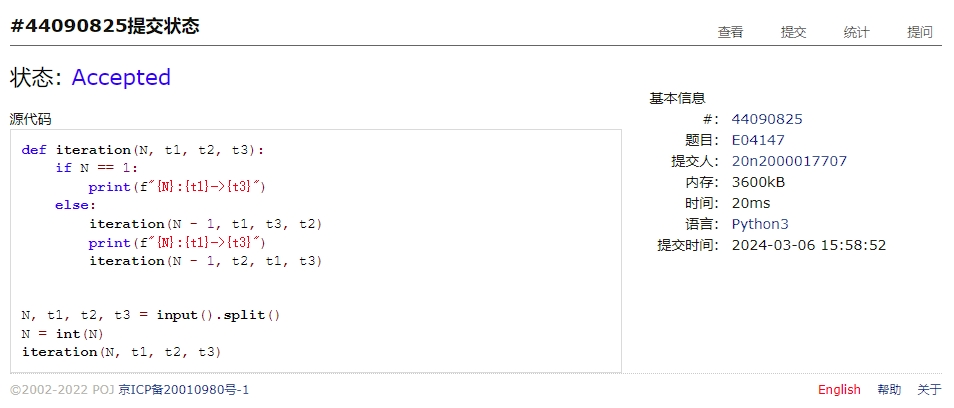 #44090825提交状态
查看 提交 统计 提问
状态: Accepted
源代码
def iteration(N, t1, t2, t3):
    if N == 1:
        print(f"{N}:{t1}->{t3}")
    else:
        iteration(N - 1, t1, t3, t2)
        print(f"{N}:{t1}->{t3}")
        iteration(N - 1, t2, t1, t3)
N, t1, t2, t3 = input().split()
N = int(N)
iteration(N, t1, t2, t3)
基本信息
#: 44090825
题目: E04147
提交人: 20n2000017707
内存: 3600kB
时间: 20ms
语言: Python3
提交时间: 2024-03-06 15:58:52
©2002-2022 POJ 京ICP备20010980号-1
English 帮助 关于